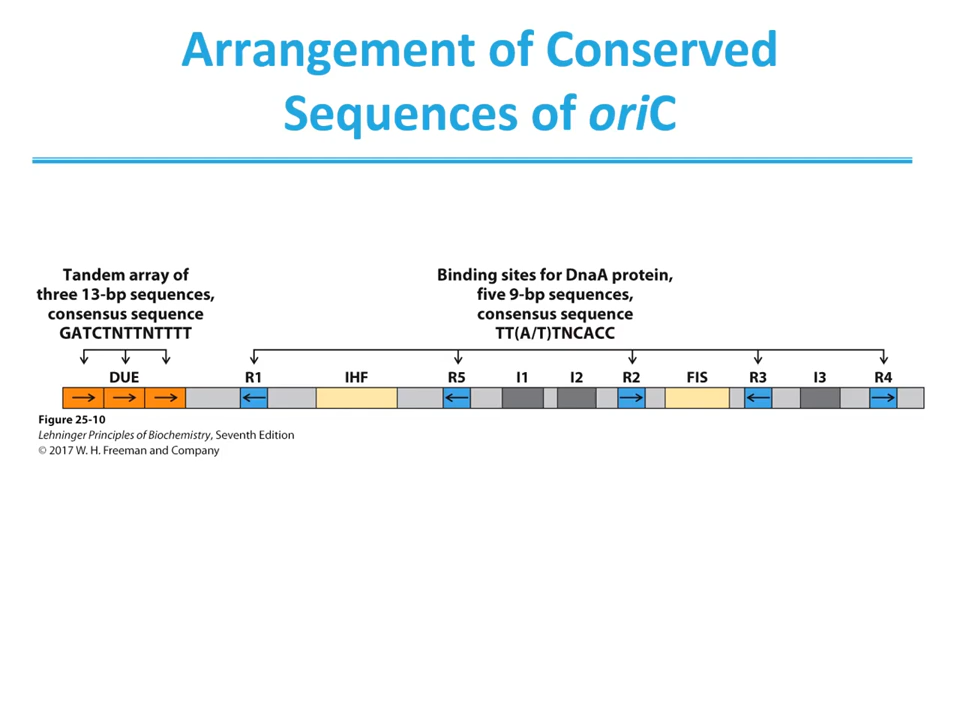 Arrangement of Conserved
Sequences of oriC
Tandem array of
three 13-bp sequences,
consensus sequence
GATCTNTTNTTTT
Binding sites for DnaA protein,
five 9-bp sequences,
consensus sequence
TT(A/T)TNCACC
DUE R1 IHF R5 I1 I2 R2 FIS R3 I3 R4
Figure 25-10
Lehninger Principles of Biochemistry, Seventh Edition
© 2017 W. H. Freeman and Company